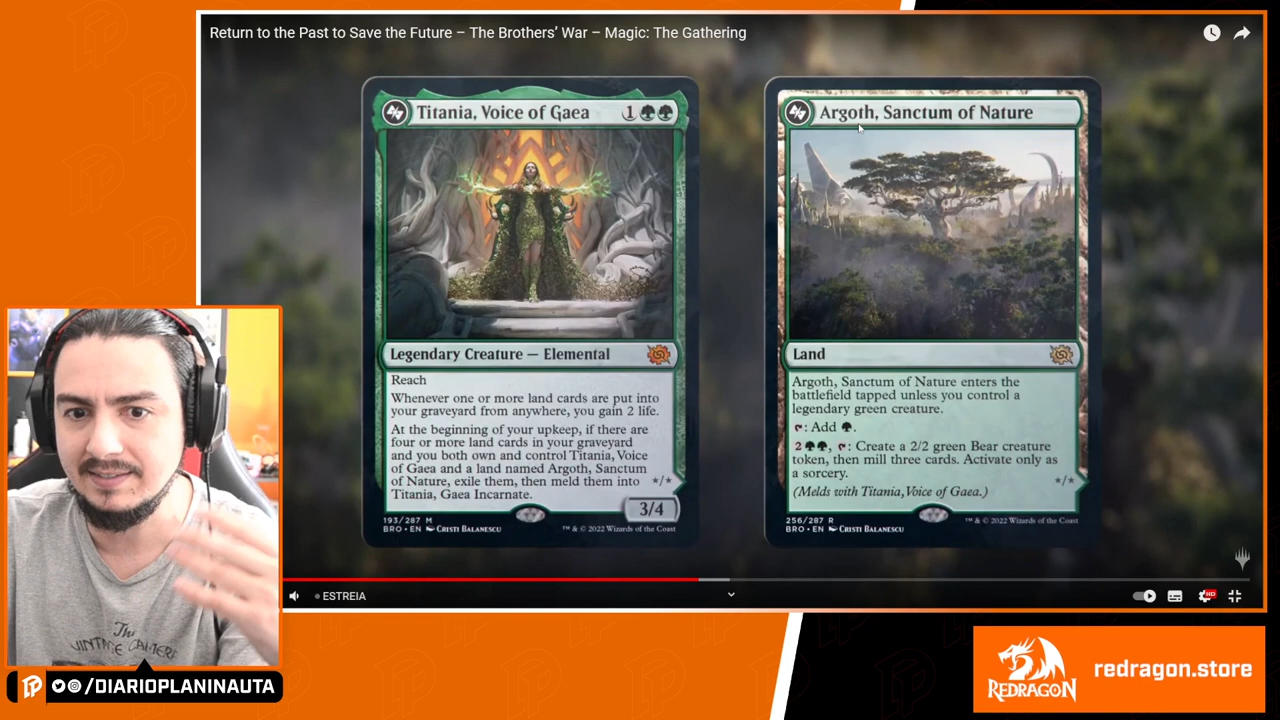 Return to the Past to Save the Future – The Brothers' War – Magic: The Gathering
Titania, Voice of Gaea 1
Legendary Creature — Elemental
Reach
Whenever one or more land cards are put into
your graveyard from anywhere, you gain 2 life.
At the beginning of your upkeep, if there are
four or more land cards in your graveyard
and you both own and control Titania, Voice
of Gaea and a land named Argoth, Sanctum
of Nature, exile them, then meld them into
Titania, Gaea Incarnate.
*/*
3/4
193/287 M
BRO • EN CRISTI BALANESCU
™ & © 2022 Wizards of the Coast
Argoth, Sanctum of Nature
Land
Argoth, Sanctum of Nature enters the
battlefield tapped unless you control a
legendary green creature.
: Add .
2, : Create a 2/2 green Bear creature
token, then mill three cards. Activate only as
a sorcery.
(Melds with Titania, Voice of Gaea.)
*/*
256/287 R
BRO • EN CRISTI BALANESCU
™ & © 2022 Wizards of the Coast
• ESTREIA
HD
The
VINTAGE GAMERS
/DIARIOPLANINAUTA
REDRAGON
redragon.store